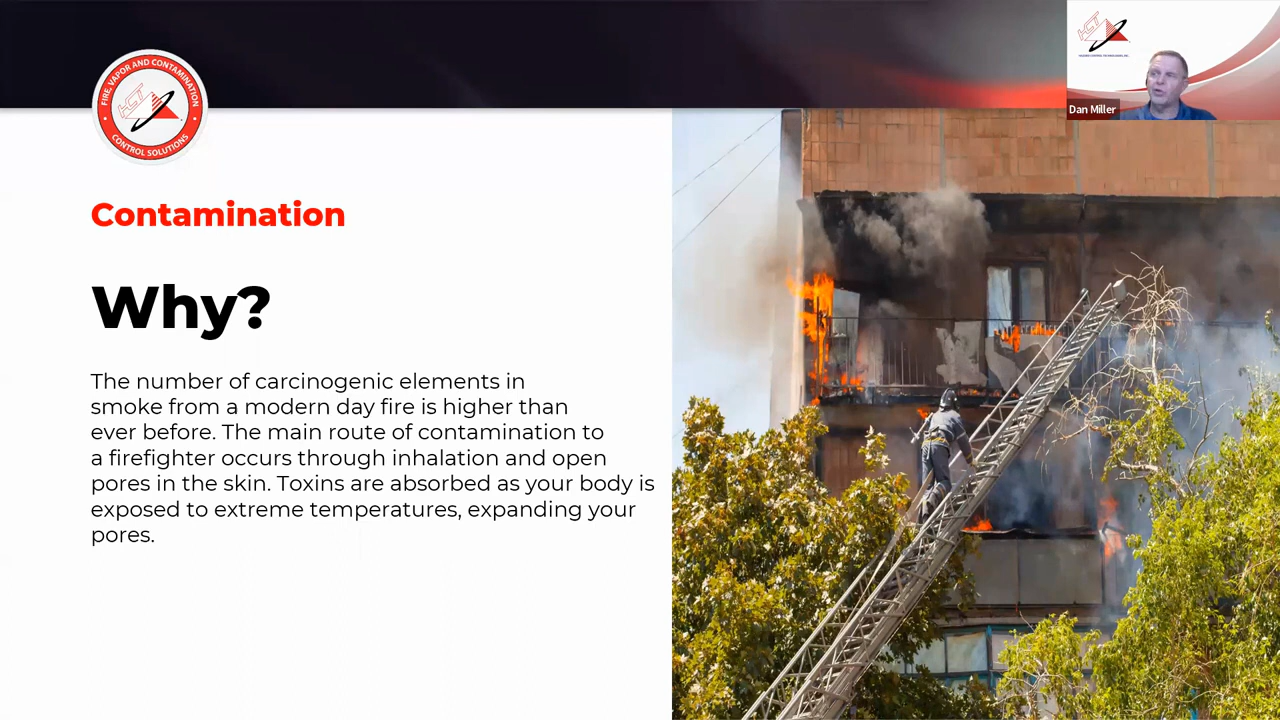 FIRE, VAPOR AND CONTAMINATION
HCT
CONTROL SOLUTIONS
HCT
Dan Miller
Contamination
Why?
The number of carcinogenic elements in
smoke from a modern day fire is higher than
ever before. The main route of contamination to
a firefighter occurs through inhalation and open
pores in the skin. Toxins are absorbed as your body is
exposed to extreme temperatures, expanding your
pores.